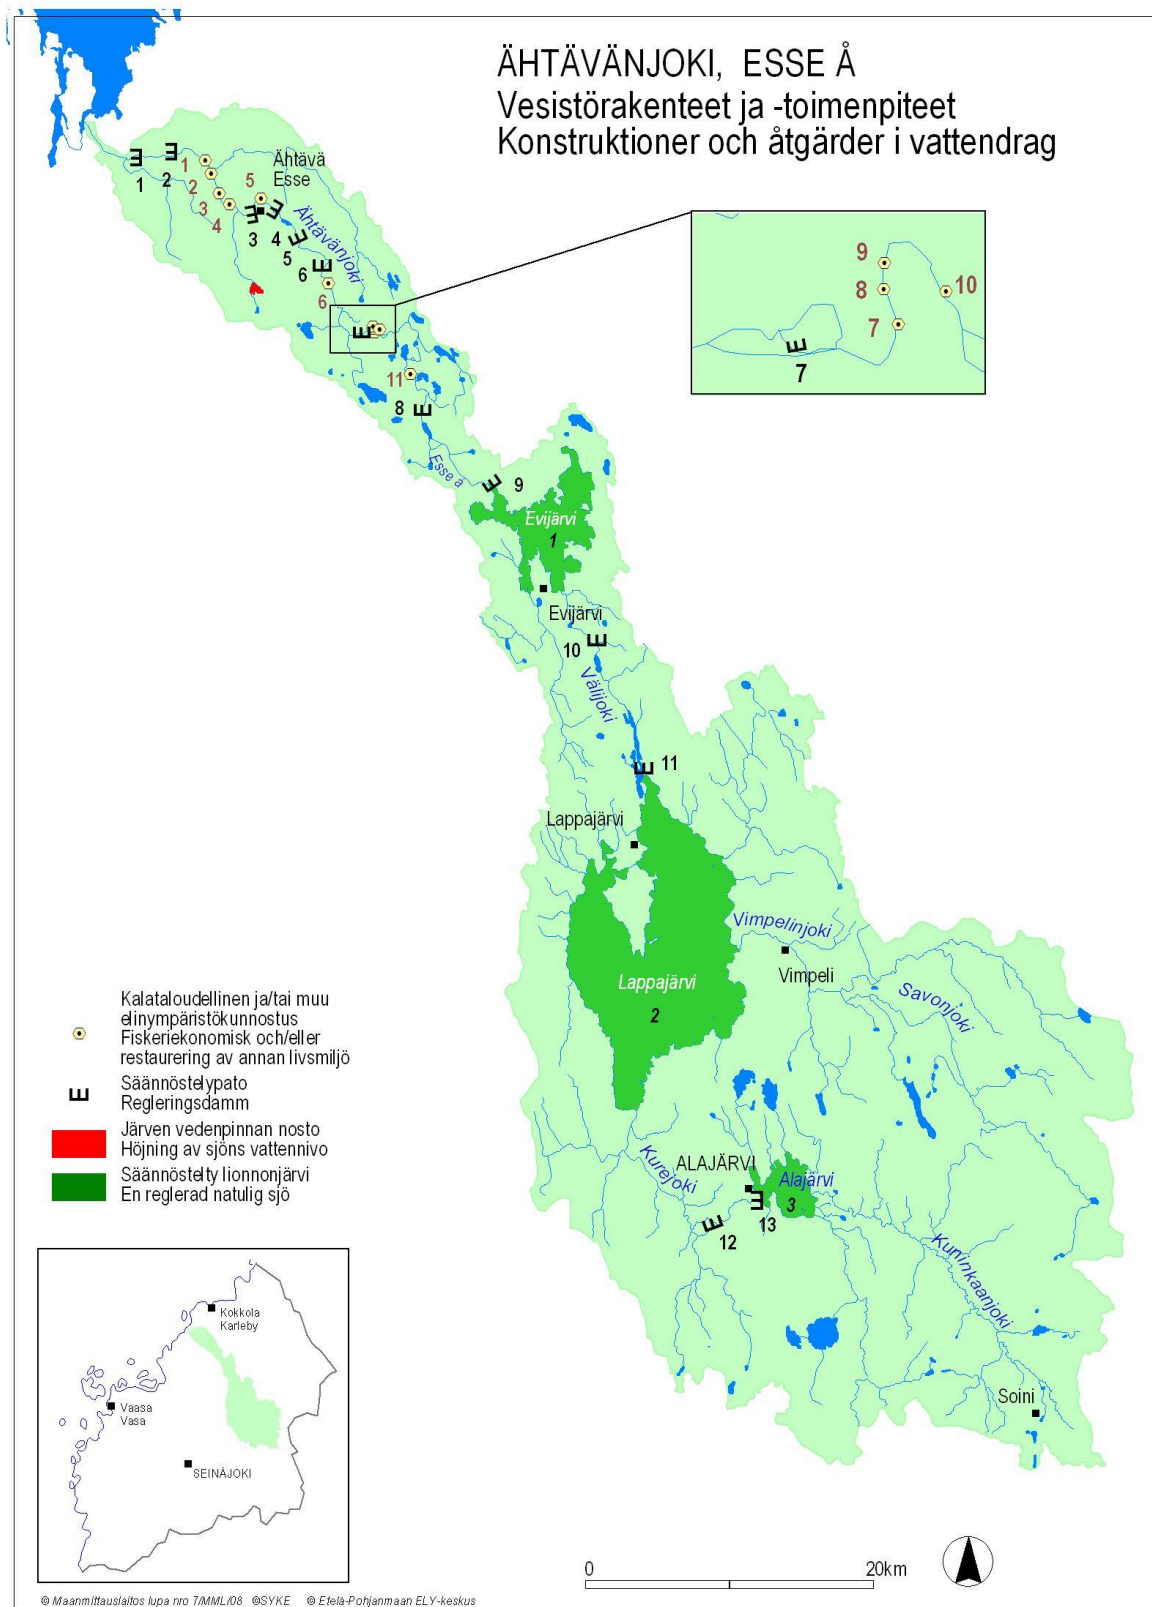 ÄHTÄVÄNJOKI, ESSE Å
Vesistörakenteet ja -toimenpiteet
Konstruktioner och åtgärder i vattendrag
1
2
1
2
3
4
5
Ähtävä
Esse
3
4
5
6
Ähtävänjoki
6
9
8
7
10
7
11
8
Esse å
9
Evijärvi
1
Evijärvi
10
Välijoki
11
Lappajärvi
Vimpelinjoki
Vimpeli
Lappajärvi
2
Savonjoki
Kurejoki
ALAJÄRVI
Alajärvi
3
13
12
Kuninkaanjoki
Soini
Kalataloudellinen ja/tai muu
elinympäristökunnostus
Fiskeriekonomisk och/eller
restaurering av annan livsmiljö
Säännöstelypato
Regleringsdamm
Järven vedenpinnan nosto
Höjning av sjöns vattennivo
Säännöstelty lionnonjärvi
En reglerad natulig sjö
Kokkola
Karleby
Vaasa
Vasa
SEINÄJOKI
0
20km
© Maanmittauslaitos lupa nro 7/MML/08 ©SYKE © Etelä-Pohjanmaan ELY-keskus